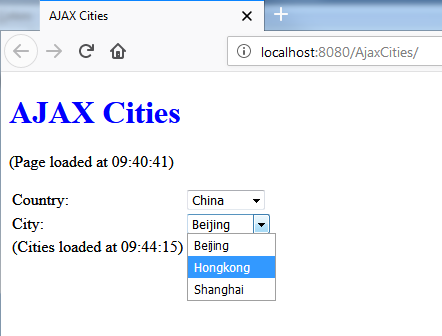 AJAX Cities
localhost:8080/AjaxCities/
AJAX Cities
(Page loaded at 09:40:41)
Country: China
City: Beijing
(Cities loaded at 09:44:15) Beijing
Hongkong
Shanghai